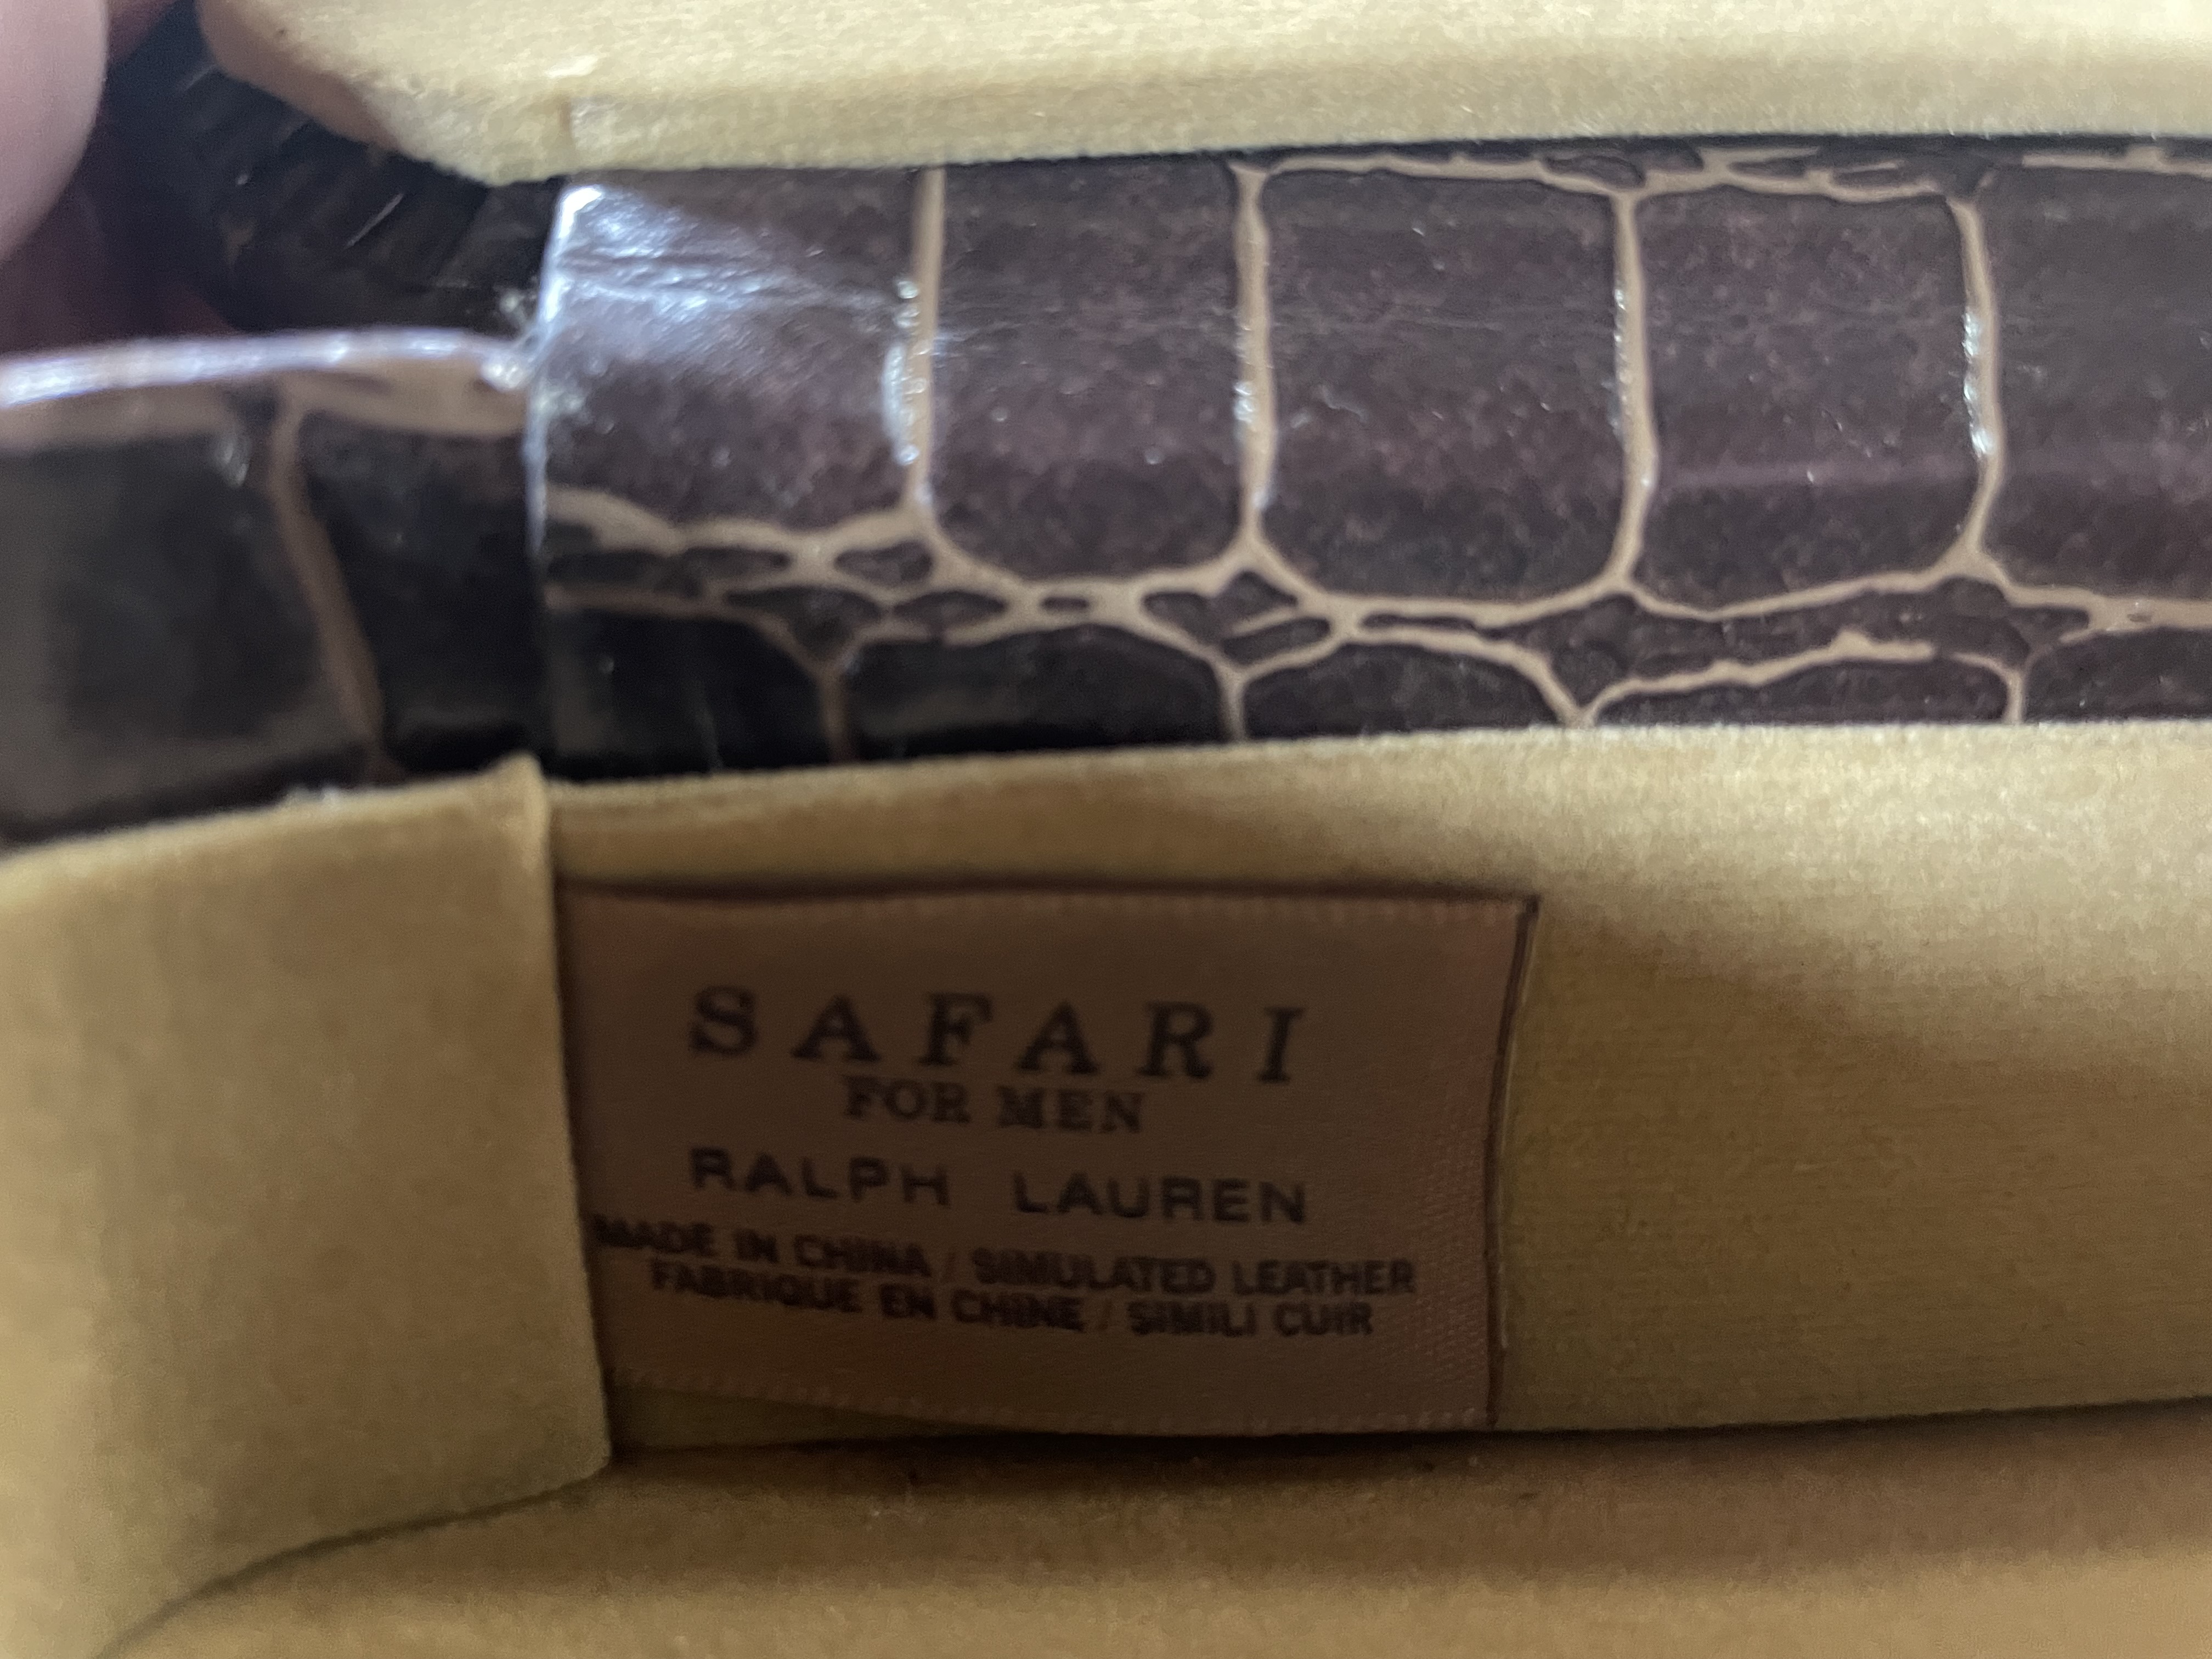 SAFARI
FOR MEN
RALPH LAUREN
MADE IN CHINA / SIMULATED LEATHER
FABRIQUE EN CHINE / SIMILI CUIR